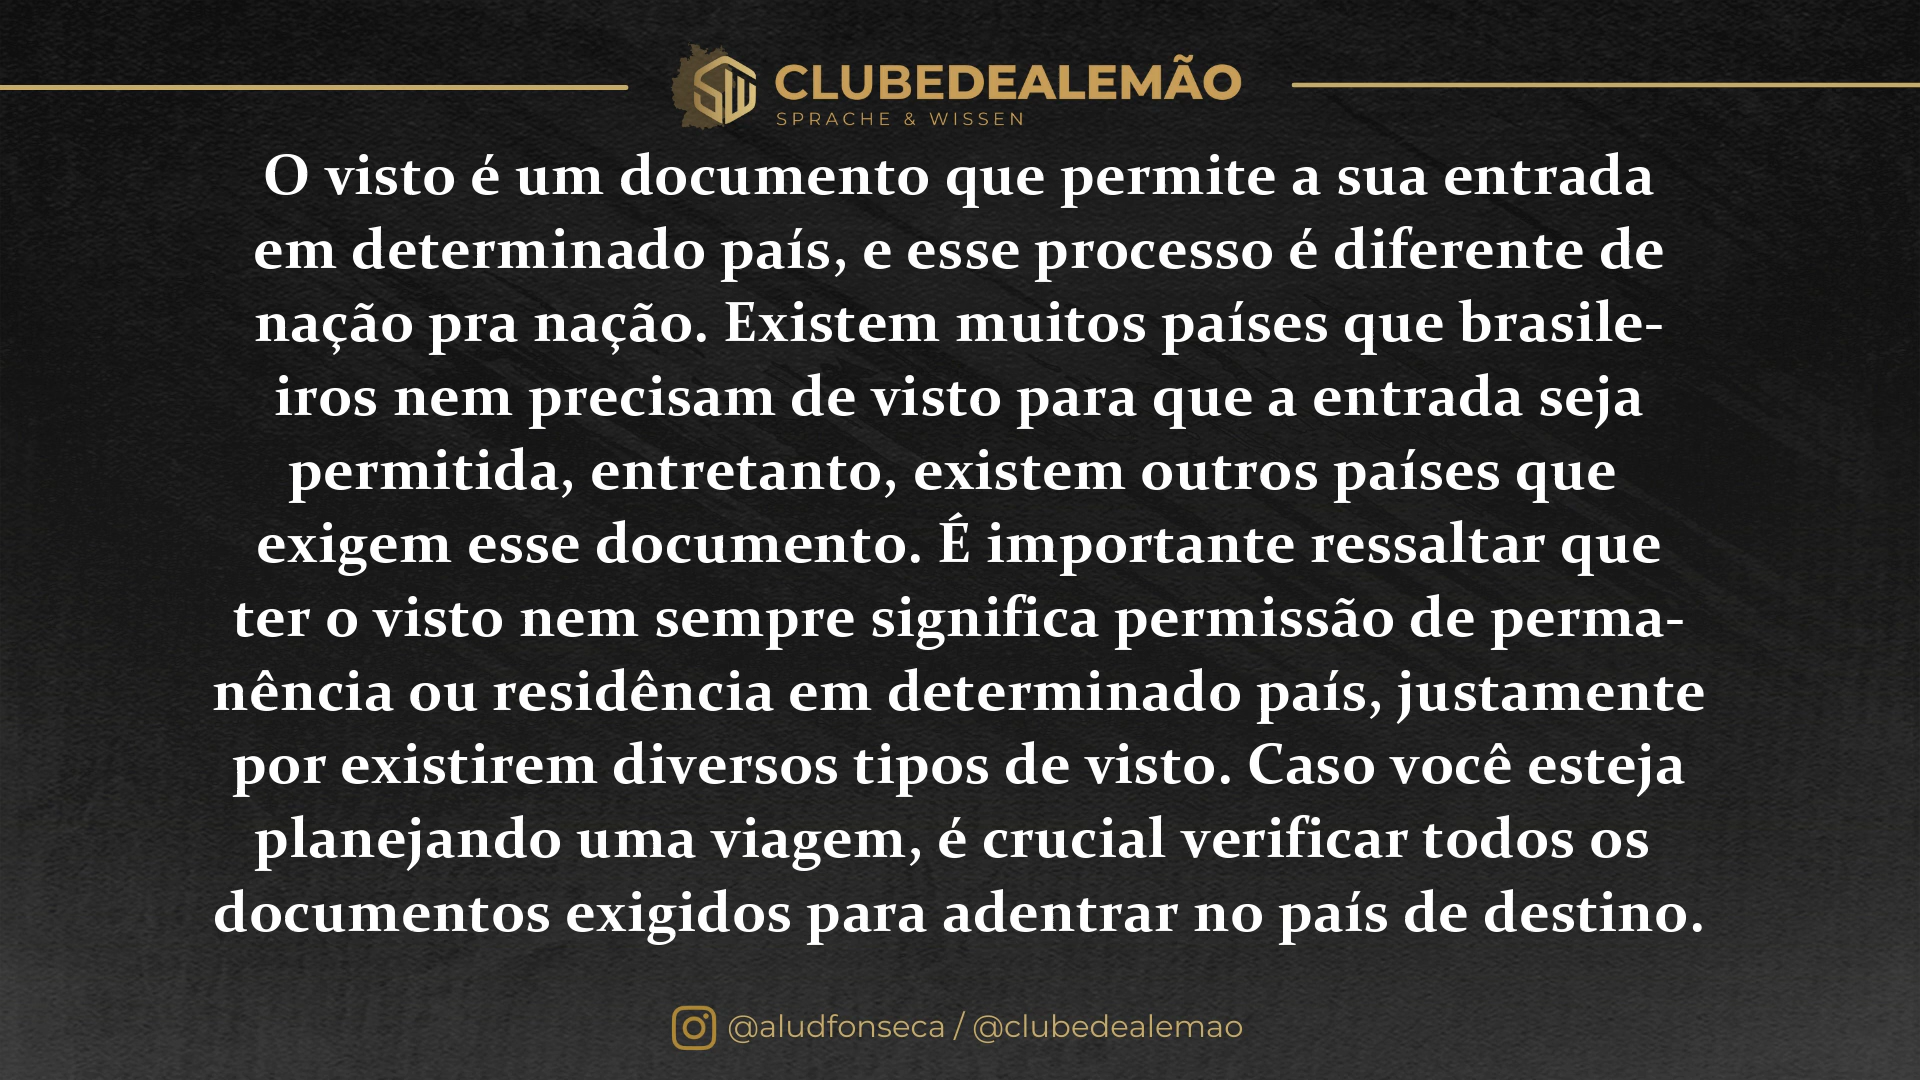 CLUBEDEALEMÃO
SPRACHE & WISSEN
O visto é um documento que permite a sua entrada
em determinado país, e esse processo é diferente de
nação pra nação. Existem muitos países que brasile-
iros nem precisam de visto para que a entrada seja
permitida, entretanto, existem outros países que
exigem esse documento. É importante ressaltar que
ter o visto nem sempre significa permissão de perma-
nência ou residência em determinado país, justamente
por existirem diversos tipos de visto. Caso você esteja
planejando uma viagem, é crucial verificar todos os
documentos exigidos para adentrar no país de destino.
@aludfonseca / @clubedealemao